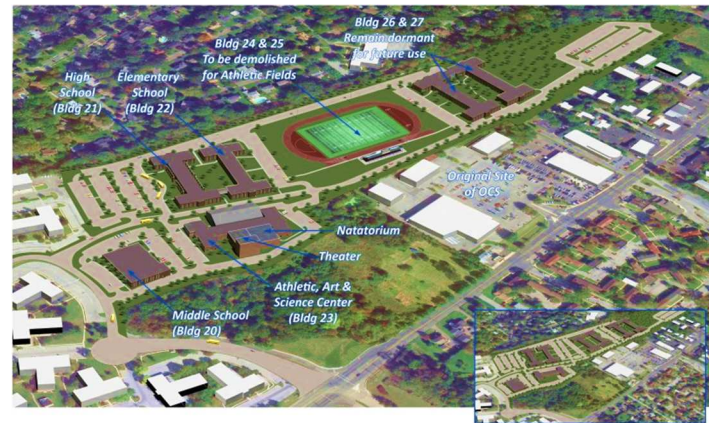 Bldg 26 & 27
Remain dormant
for future use
Bldg 24 & 25
To be demolished
for Athletic Fields
High
School
(Bldg 21)
Elementary
School
(Bldg 22)
Original Site
of OCS
Natatorium
Theater
Athletic, Art &
Science Center
(Bldg 23)
Middle School
(Bldg 20)